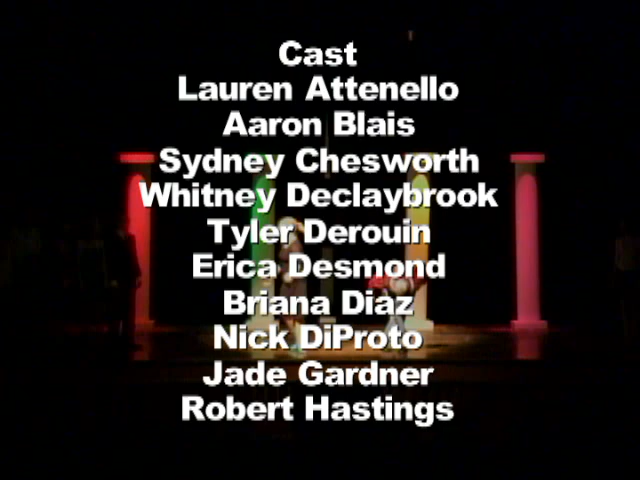 Cast
Lauren Attenello
Aaron Blais
Sydney Chesworth
Whitney Declaybrook
Tyler Derouin
Erica Desmond
Briana Diaz
Nick DiProto
Jade Gardner
Robert Hastings